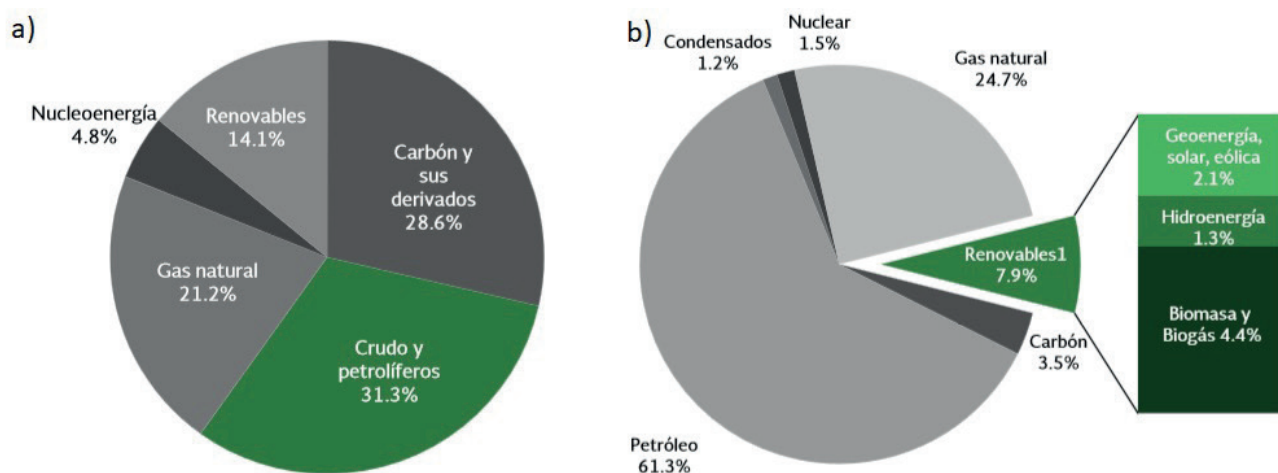 a)
Nucleoenergía
4.8%
Renovables
14.1%
Carbón y
sus
derivados
28.6%
Gas natural
21.2%
Crudo y
petrolíferos
31.3%
b)
Condensados
1.2%
Nuclear
1.5%
Gas natural
24.7%
Renovables1
7.9%
Carbón
3.5%
Petróleo
61.3%
Geoenergía,
solar, eólica
2.1%
Hidroenergía
1.3%
Biomasa y
Biogás 4.4%